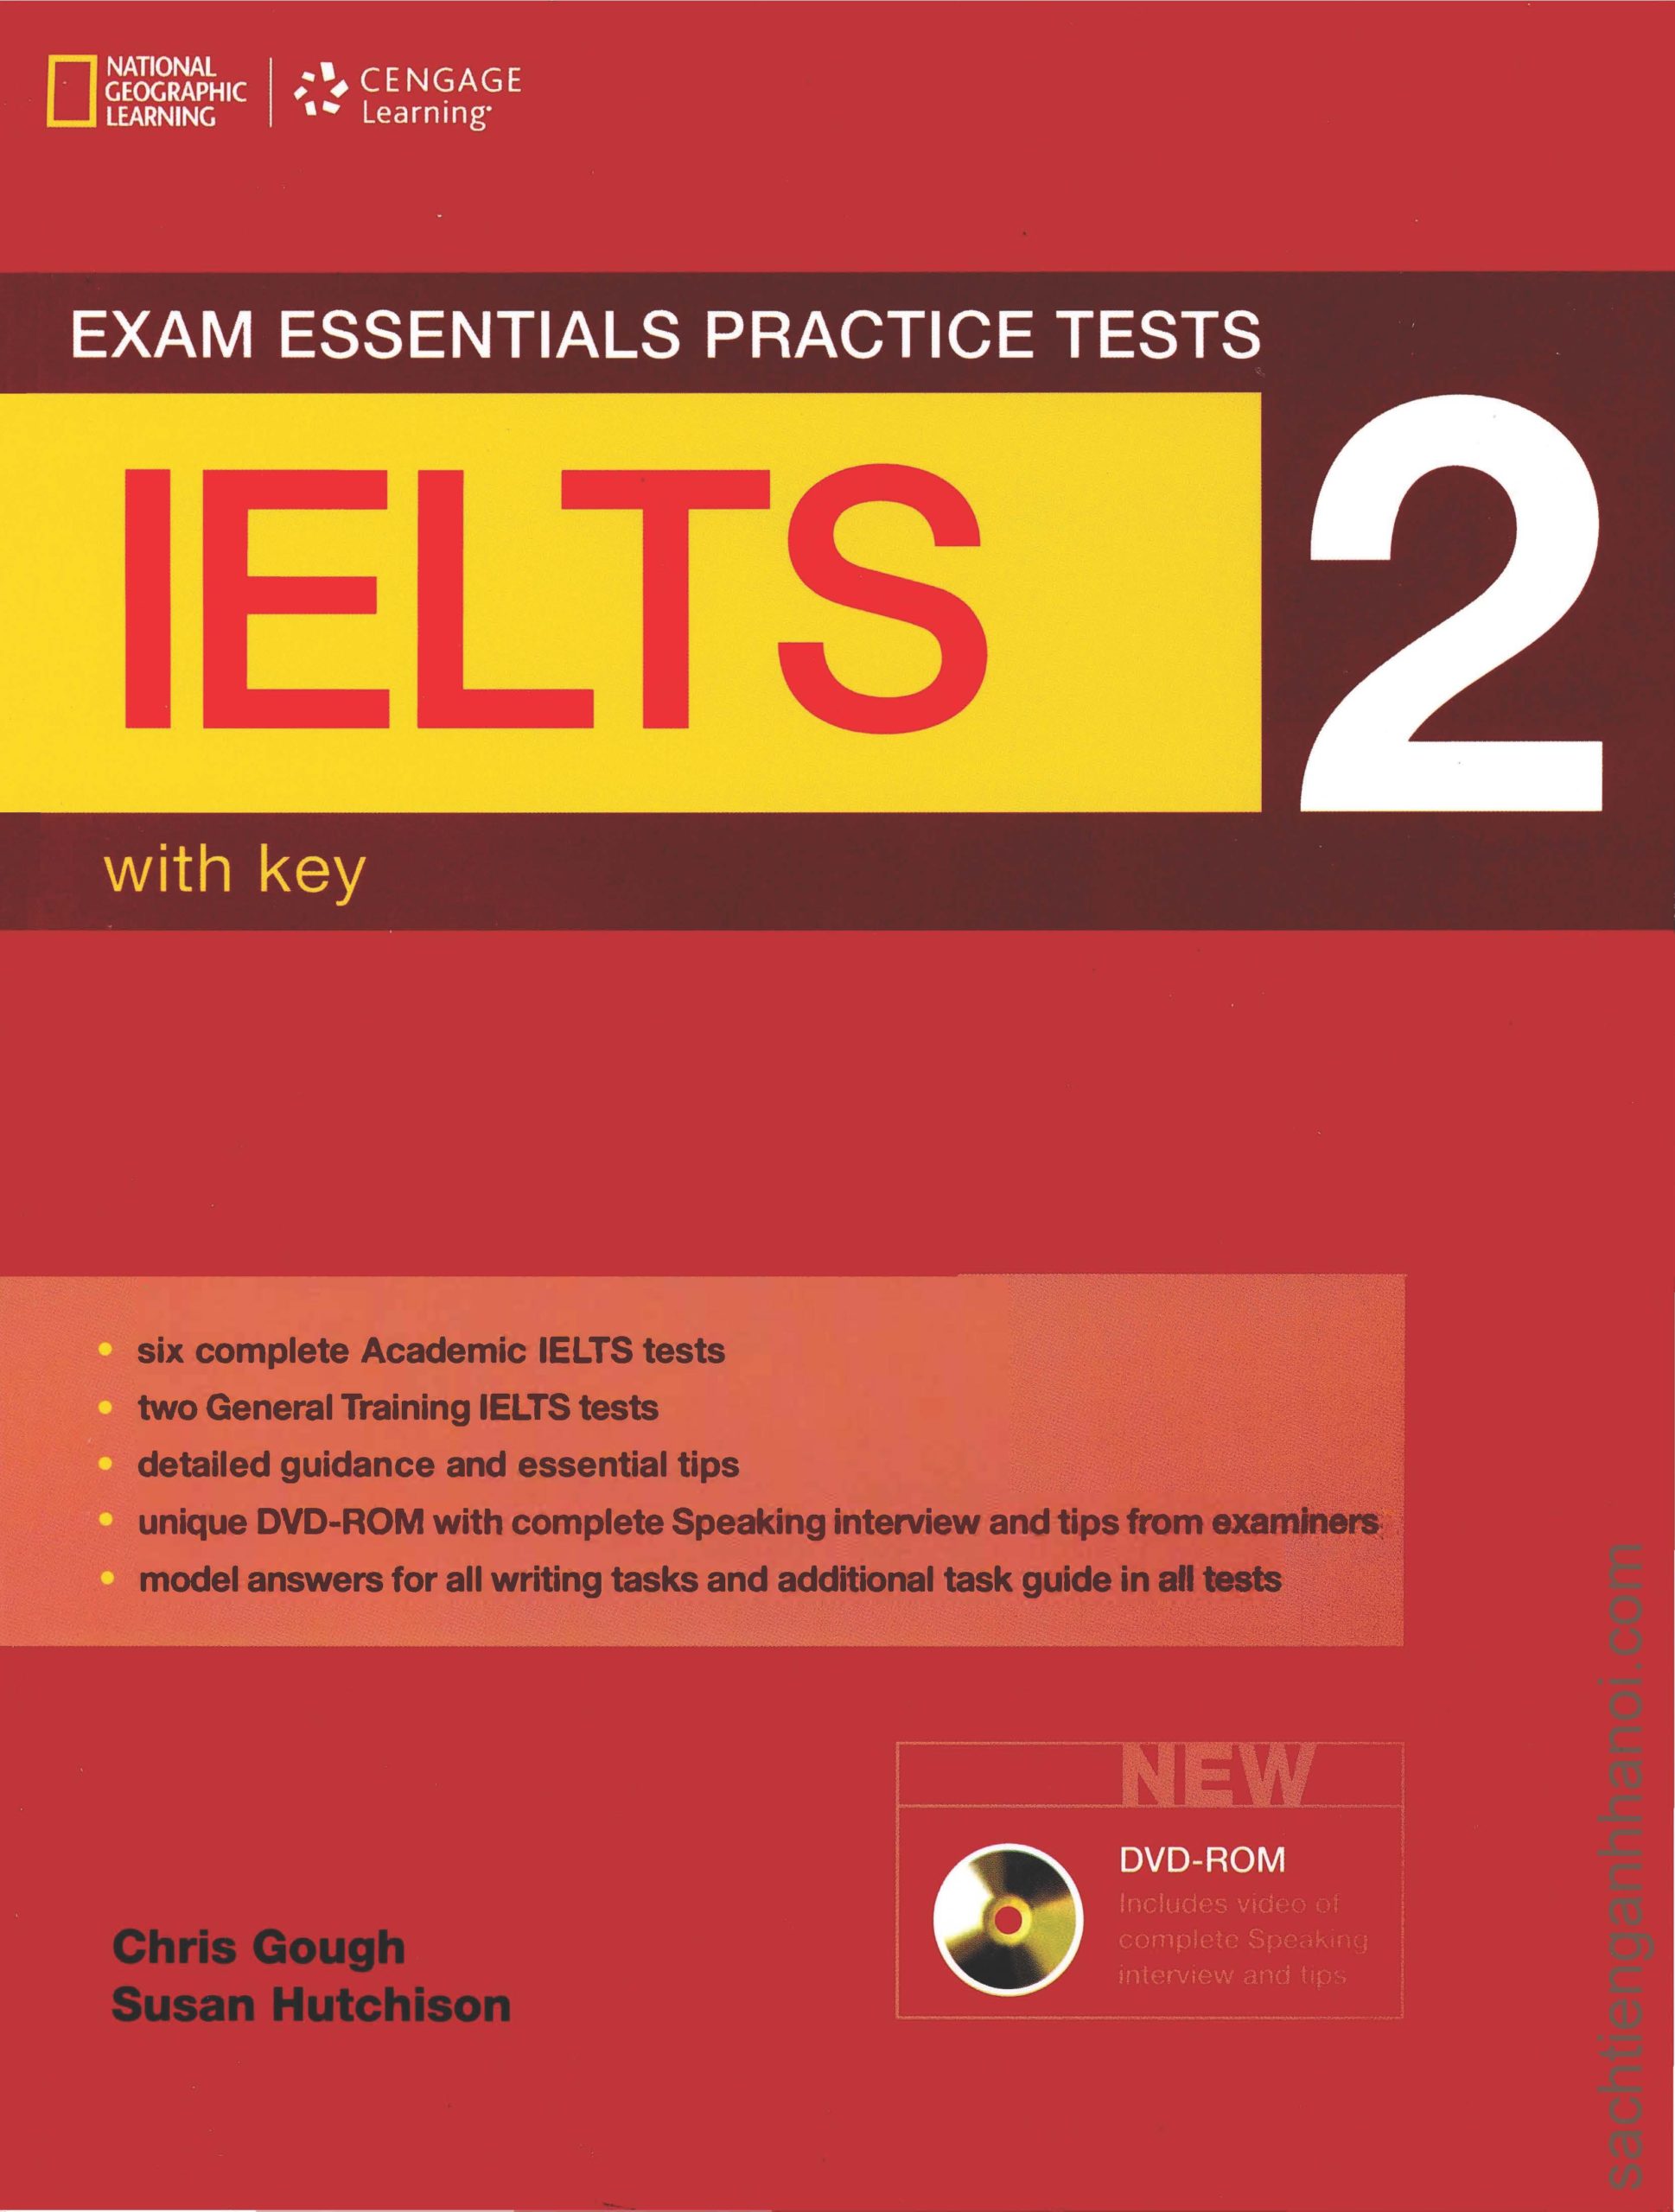 NATIONAL
GEOGRAPHIC
LEARNING
CENGAGE
Learning
EXAM ESSENTIALS PRACTICE TESTS
IELTS
2
with key
• six complete Academic IELTS tests
• two General Training IELTS tests
• detailed guidance and essential tips
• unique DVD-ROM with complete Speaking interview and tips from examiners
• model answers for all writing tasks and additional task guide in all tests
NEW
DVD-ROM
Includes video of
complete Speaking
interview and tips
Chris Gough
Susan Hutchison
sachtienganhhanoi.com